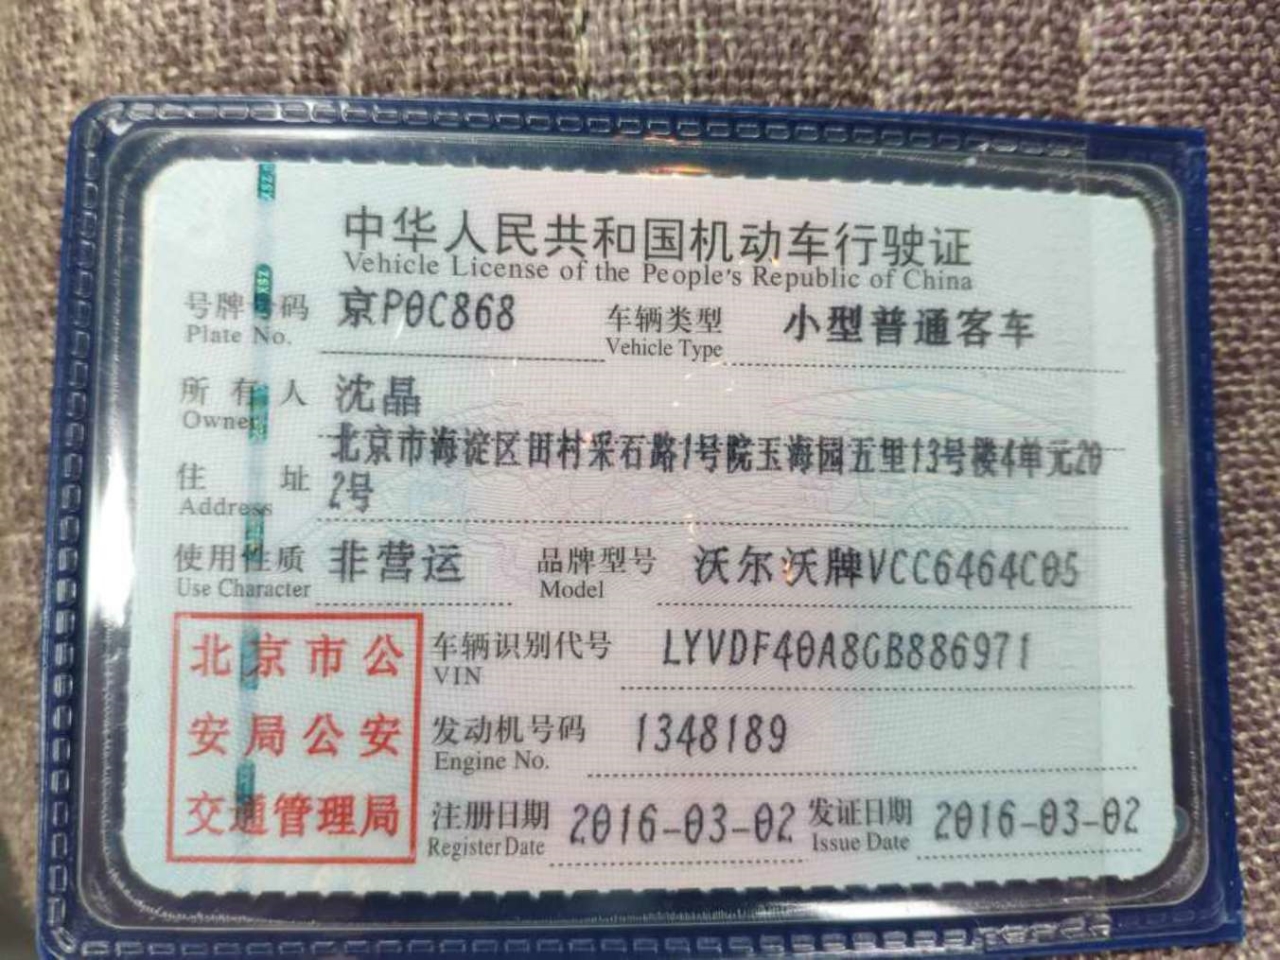 中华人民共和国机动车行驶证
Vehicle License of the People's Republic of China
号牌号码 京P0C868 车辆类型 小型普通客车
Plate No. Vehicle Type
所有人 沈晶
Owner
北京市海淀区田村采石路1号院玉海园五里13号楼4单元20
住址 2号
Address
使用性质 非营运 品牌型号 沃尔沃牌VCC6464C05
Use Character Model
北京市公
安局公安
交通管理局
车辆识别代号 LYVDF40A8GB886971
VIN
发动机号码 1348189
Engine No.
注册日期 2016-03-02 发证日期 2016-03-02
Register Date Issue Date